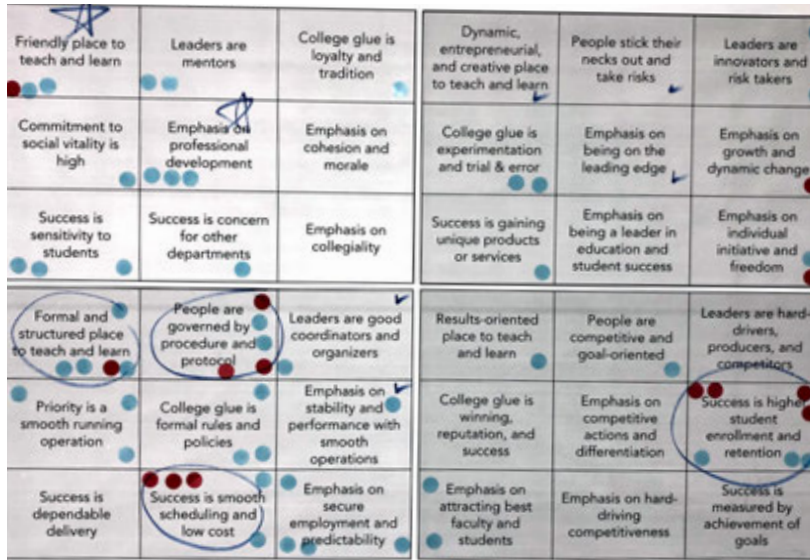 Friendly place to
teach and learn
Leaders are
mentors
College glue is
loyalty and
tradition
Commitment to
social vitality is
high
Emphasis on
professional
development
Emphasis on
cohesion and
morale
Success is
sensitivity to
students
Success is concern
for other
departments
Emphasis on
collegiality
Dynamic,
entrepreneurial,
and creative place
to teach and learn
People stick their
necks out and
take risks
Leaders are
innovators and
risk takers
College glue is
experimentation
and trial & error
Emphasis on
being on the
leading edge
Emphasis on
growth and
dynamic change
Success is gaining
unique products
or services
Emphasis on
being a leader in
education and
student success
Emphasis on
individual
initiative and
freedom
Formal and
structured place
to teach and learn
People are
governed by
procedure and
protocol
Leaders are good
coordinators and
organizers
Priority is a
smooth running
operation
College glue is
formal rules and
policies
Emphasis on
stability and
performance with
smooth
operations
Success is
dependable
delivery
Success is smooth
scheduling and
low cost
Emphasis on
secure
employment and
predictability
Results-oriented
place to teach
and learn
People are
competitive and
goal-oriented
Leaders are hard-
drivers,
producers, and
competitors
College glue is
winning,
reputation, and
success
Emphasis on
competitive
actions and
differentiation
Success is higher
student
enrollment and
retention
Emphasis on
attracting best
faculty and
students
Emphasis on hard-
driving
competitiveness
Success is
measured by
achievement of
goals